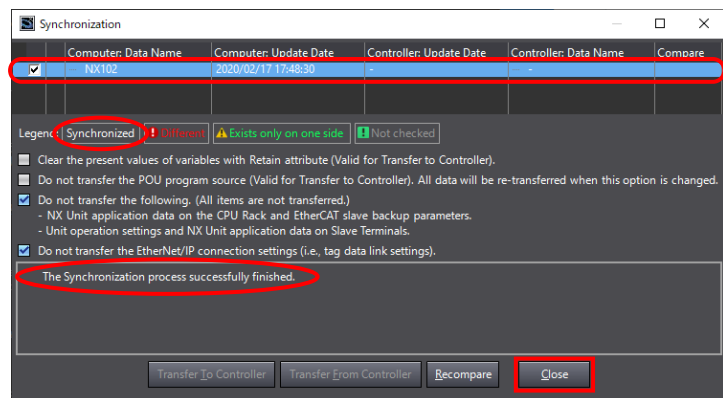 Synchronization
Computer: Data Name Computer: Update Date Controller: Update Date Controller: Data Name Compare
NX102 2020/02/17 17:48:30 - -
Legend: Synchronized ! Different ! Exists only on one side ! Not checked
Clear the present values of variables with Retain attribute (Valid for Transfer to Controller).
Do not transfer the POU program source (Valid for Transfer to Controller). All data will be re-transferred when this option is changed.
Do not transfer the following. (All items are not transferred.)
- NX Unit application data on the CPU Rack and EtherCAT slave backup parameters.
- Unit operation settings and NX Unit application data on Slave Terminals.
Do not transfer the EtherNet/IP connection settings (i.e., tag data link settings).
The Synchronization process successfully finished.
Transfer To Controller Transfer From Controller Recompare Close